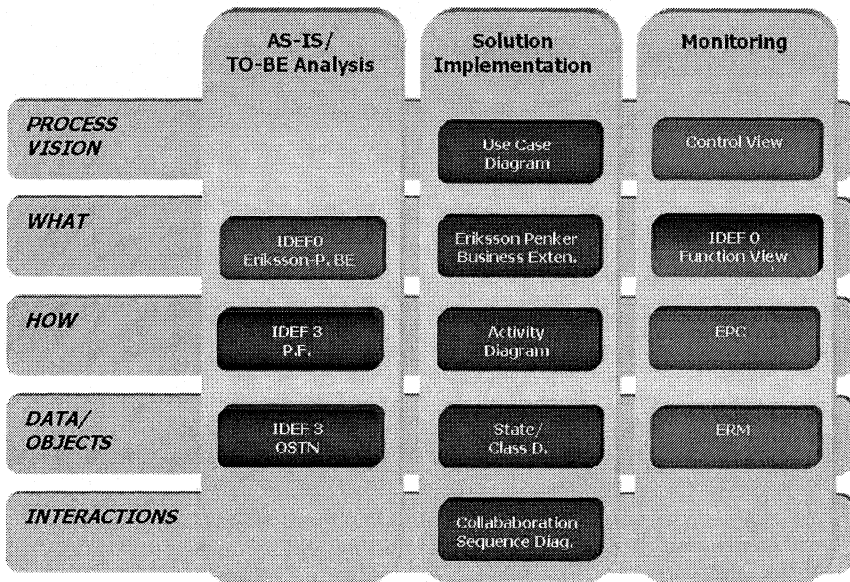 AS-IS/
TO-BE Analysis
Solution
Implementation
Monitoring
PROCESS
VISION
Use Case
Diagram
Control View
WHAT
IDEF0
Eriksson-P. BE
Eriksson Penker
Business Exten.
IDEF 0
Function View
HOW
IDEF 3
P.F.
Activity
Diagram
EPC
DATA/
OBJECTS
IDEF 3
OSTN
State/
Class D.
ERM
INTERACTIONS
Collababoration
Sequence Diag.